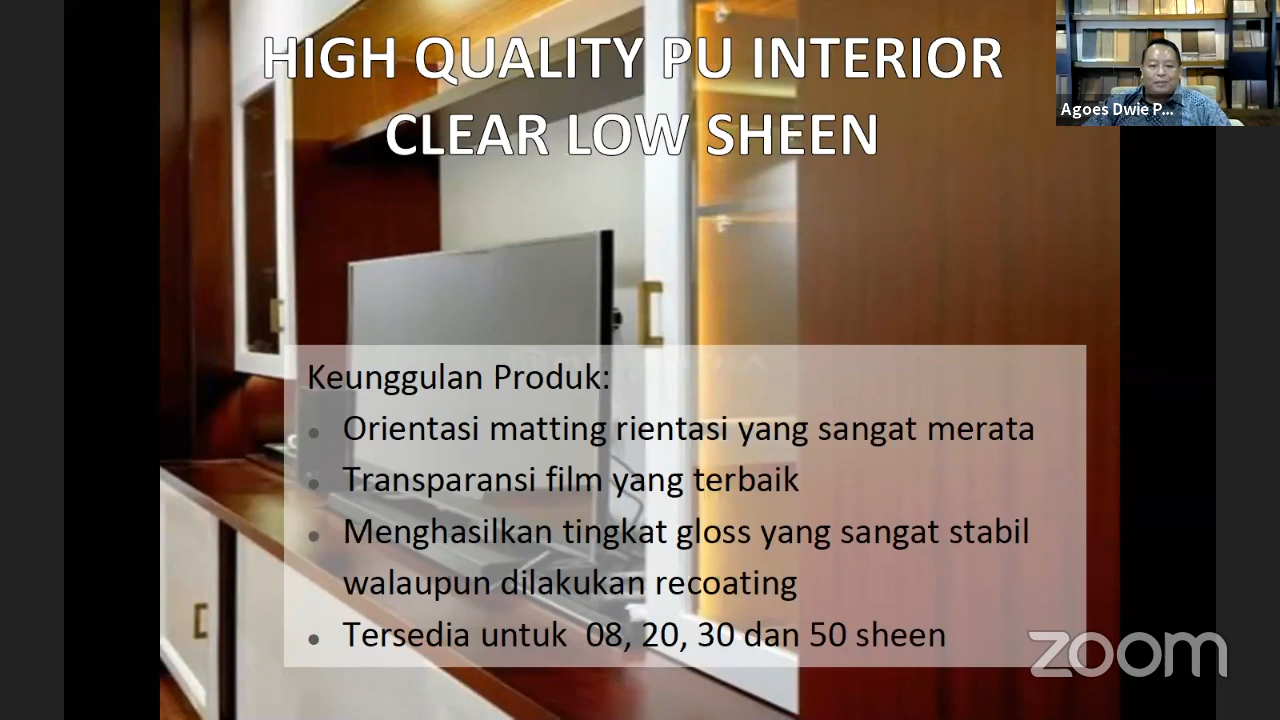 HIGH QUALITY PU INTERIOR
CLEAR LOW SHEEN
Agoes Dwie P...
Keunggulan Produk:
Orientasi matting rientasi yang sangat merata
Transparansi film yang terbaik
Menghasilkan tingkat gloss yang sangat stabil
walaupun dilakukan recoating
Tersedia untuk 08, 20, 30 dan 50 sheen
zoom